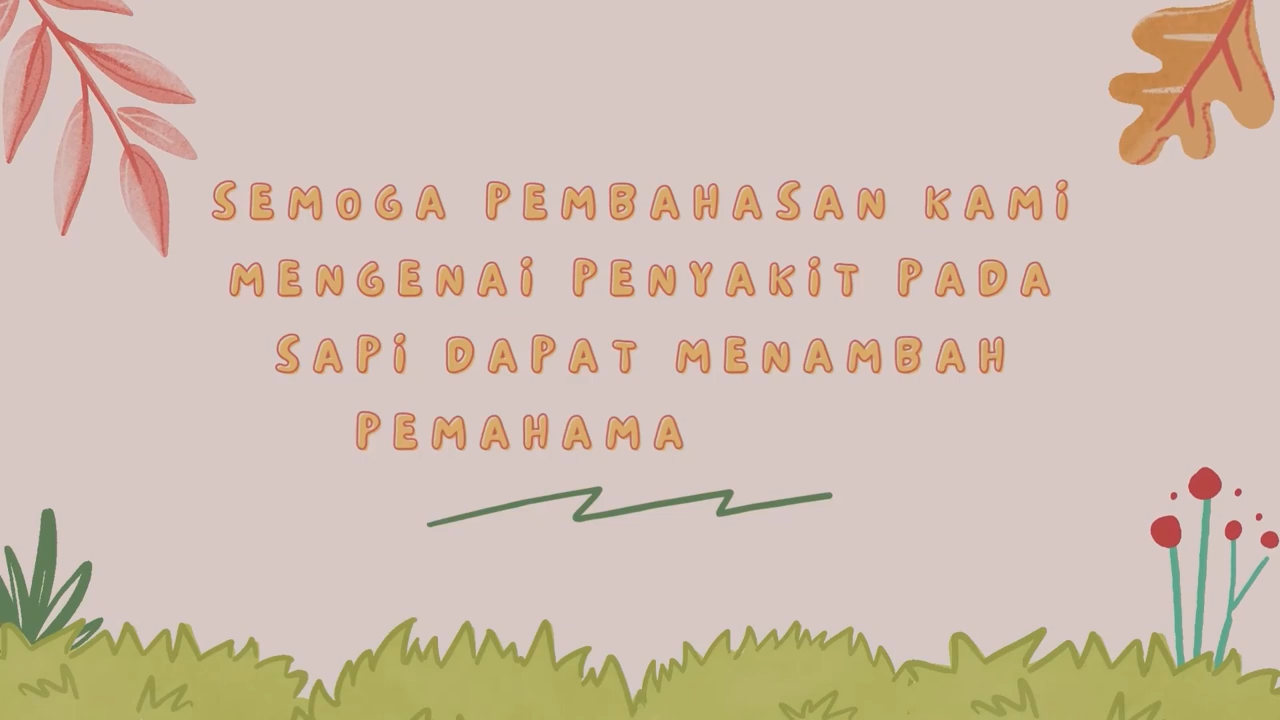 SEMOGA PEMBAHASAN KAMI
MENGENAI PENYAKIT PADA
SAPI DAPAT MENAMBAH
PEMAHAMA